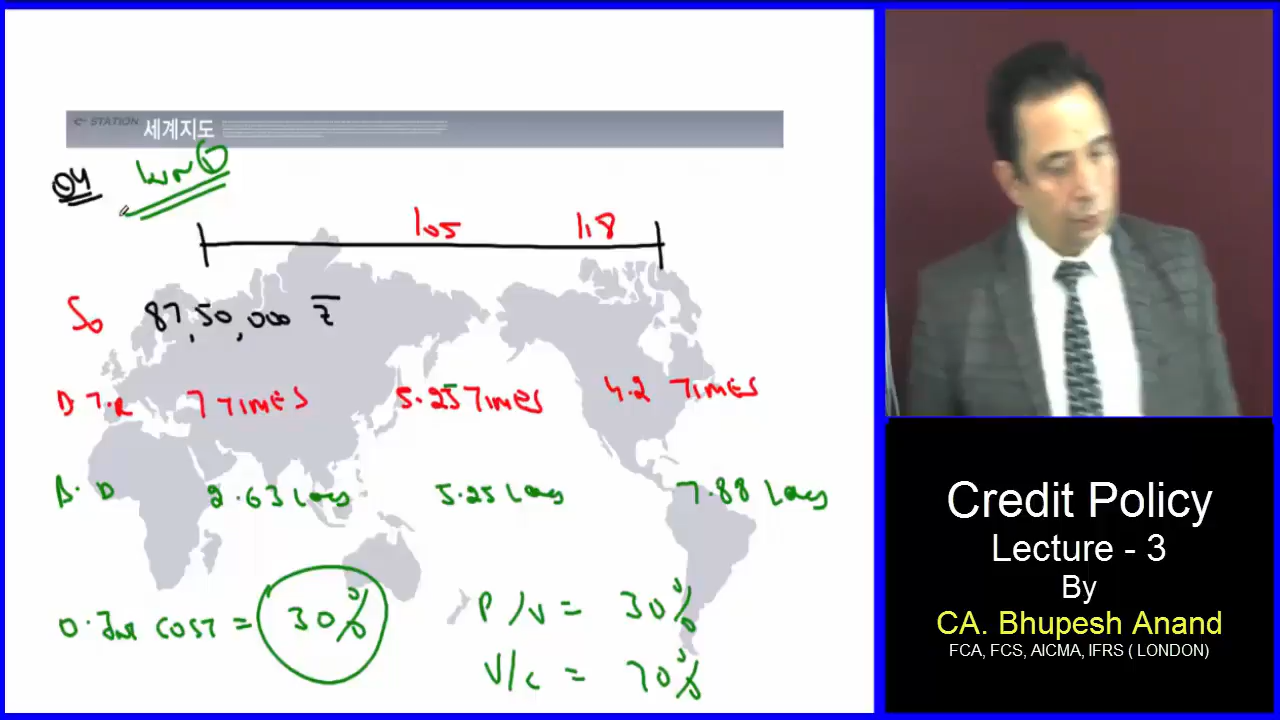 STATION 세계지도
Q4
105 118
So 87,50,000 ₹
D T.R 7 TIMES 5.25 TIMES 4.2 TIMES
B. D 2.63 Lacs 5.25 Lacs 7.88 Lacs
O. Int COST = 30% P/V = 30%
V/C = 70%
Credit Policy
Lecture - 3
By
CA. Bhupesh Anand
FCA, FCS, AICMA, IFRS ( LONDON)